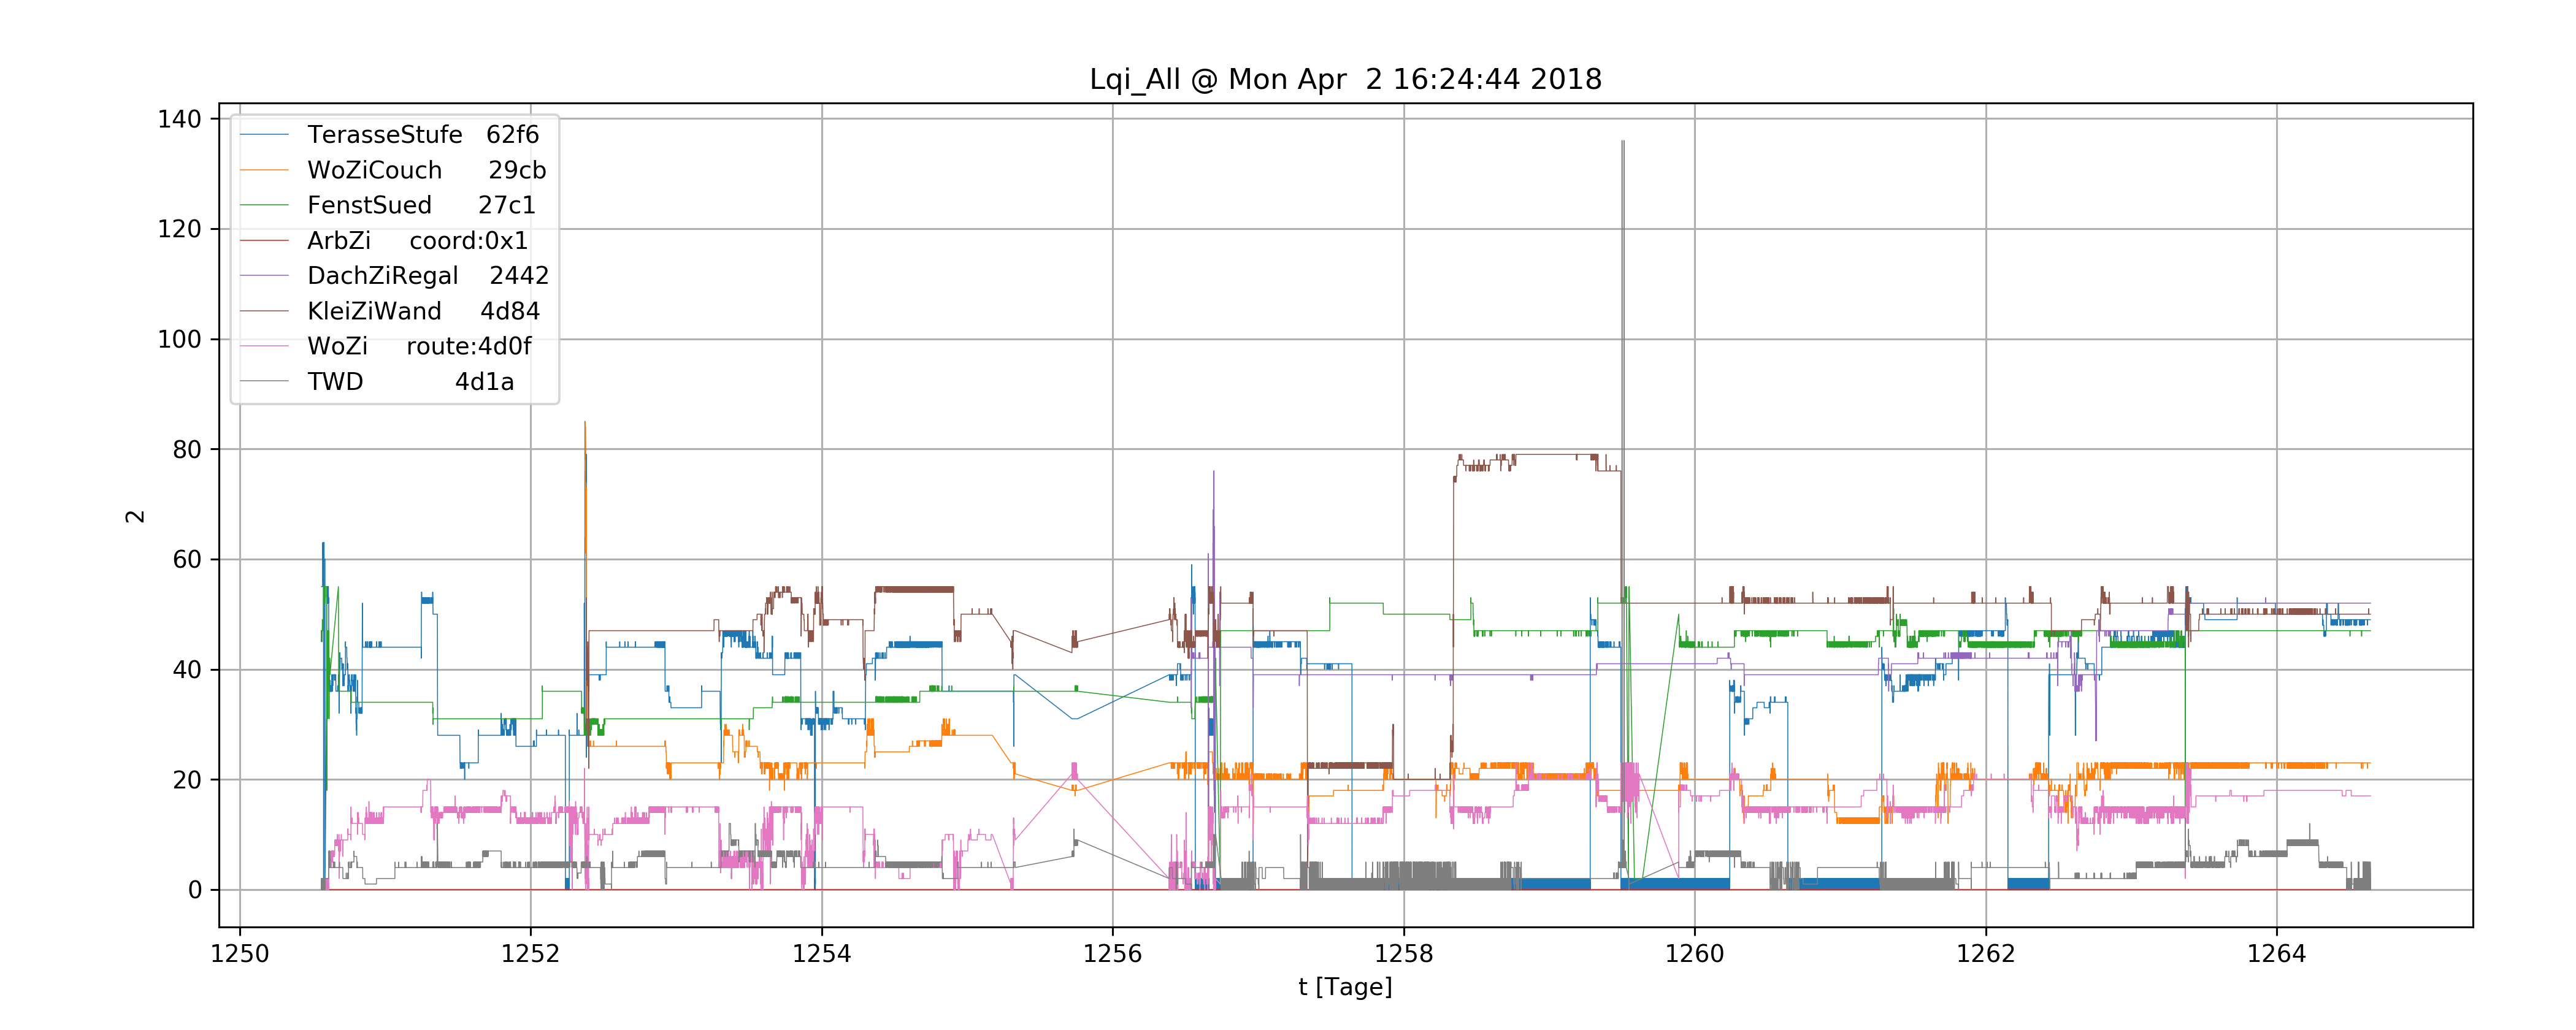 Lqi_All @ Mon Apr  2 16:24:44 2018
140
120
100
80
60
40
20
0
2
TerasseStufe   62f6
WoZiCouch      29cb
FenstSued      27c1
ArbZi     coord:0x1
DachZiRegal    2442
KleiZiWand     4d84
WoZi     route:4d0f
TWD            4d1a
1250
1252
1254
1256
1258
1260
1262
1264
t [Tage]